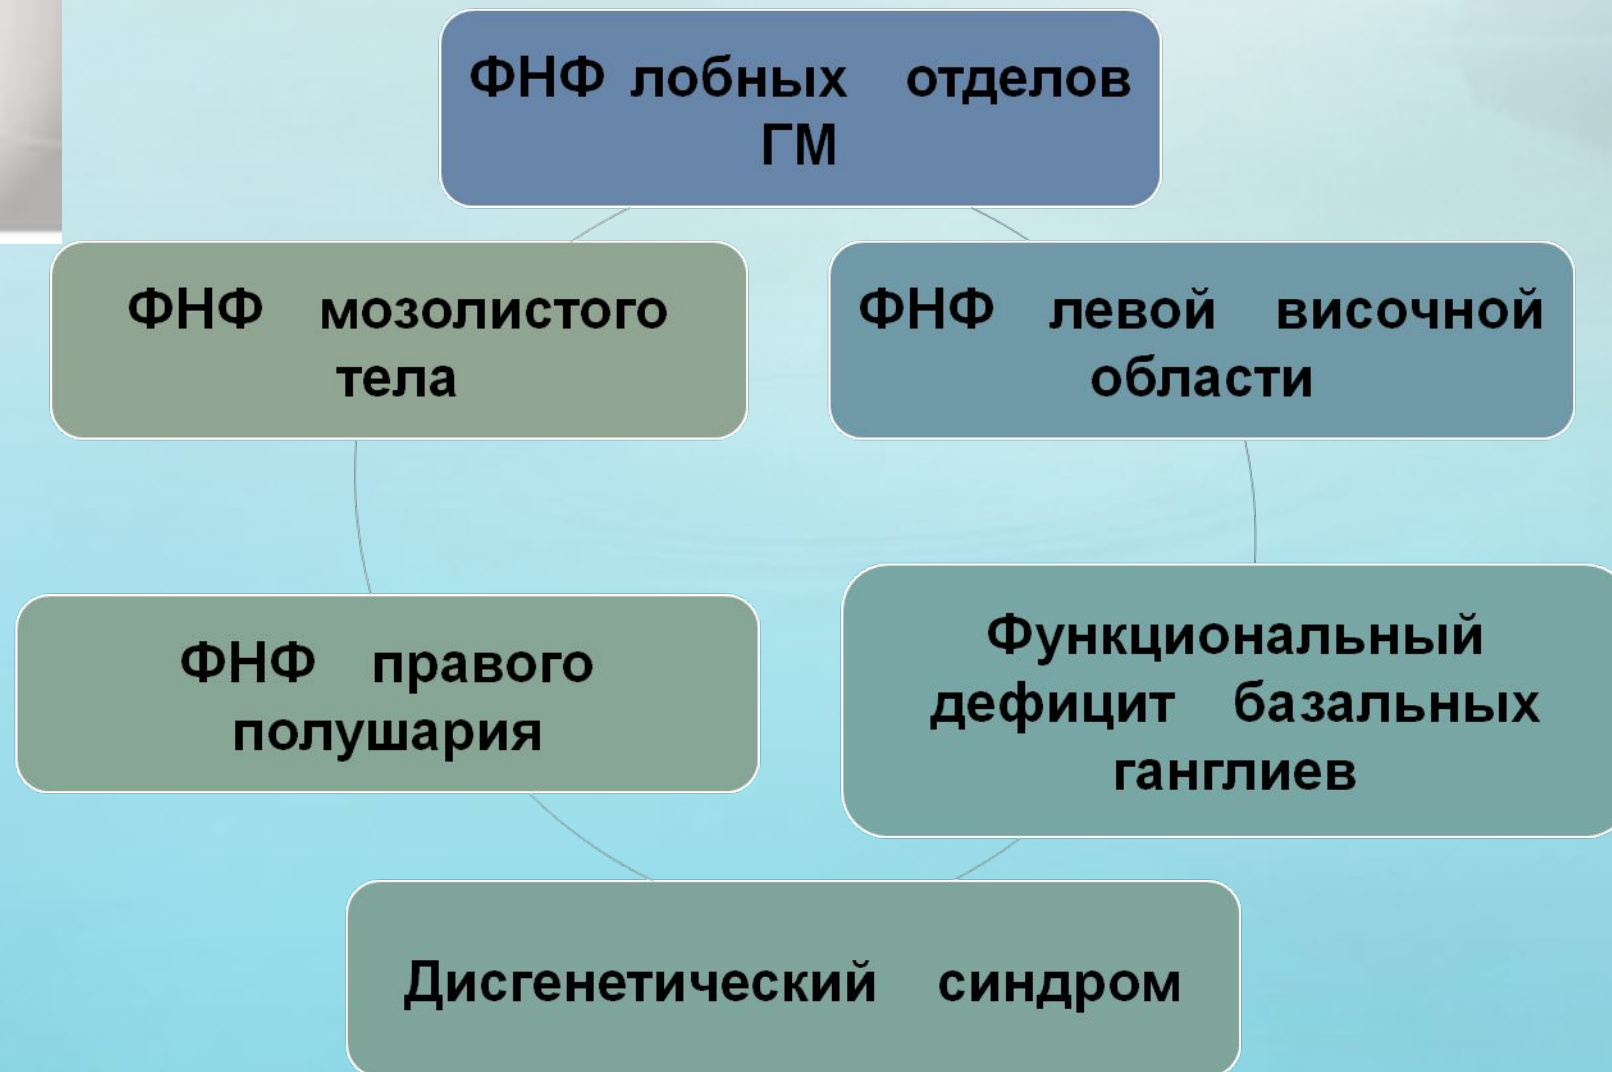 ФНФ лобных отделов
ГМ
ФНФ мозолистого
тела
ФНФ левой височной
области
ФНФ правого
полушария
Функциональный
дефицит базальных
ганглиев
Дисгенетический синдром